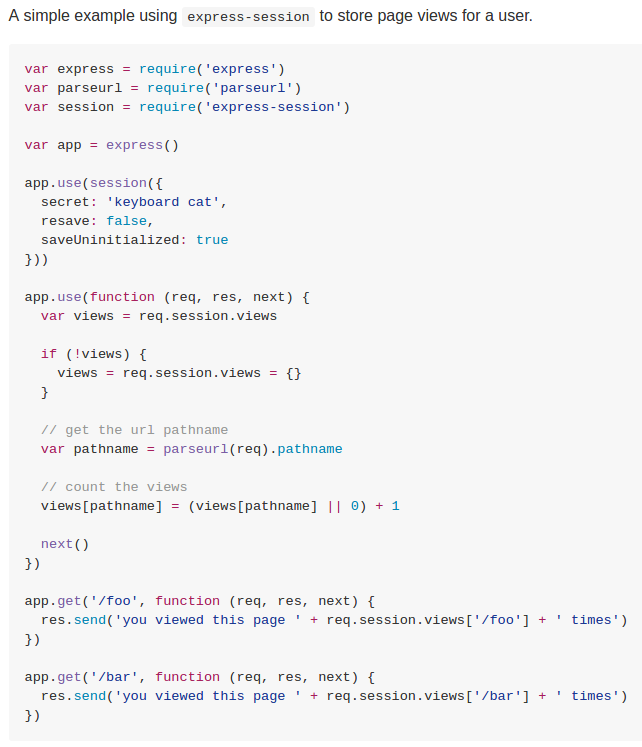 A simple example using express-session to store page views for a user.
var express = require('express')
var parseurl = require('parseurl')
var session = require('express-session')

var app = express()

app.use(session({
  secret: 'keyboard cat',
  resave: false,
  saveUninitialized: true
}))

app.use(function (req, res, next) {
  var views = req.session.views

  if (!views) {
    views = req.session.views = {}
  }

  // get the url pathname
  var pathname = parseurl(req).pathname

  // count the views
  views[pathname] = (views[pathname] || 0) + 1

  next()
})

app.get('/foo', function (req, res, next) {
  res.send('you viewed this page ' + req.session.views['/foo'] + ' times')
})

app.get('/bar', function (req, res, next) {
  res.send('you viewed this page ' + req.session.views['/bar'] + ' times')
})